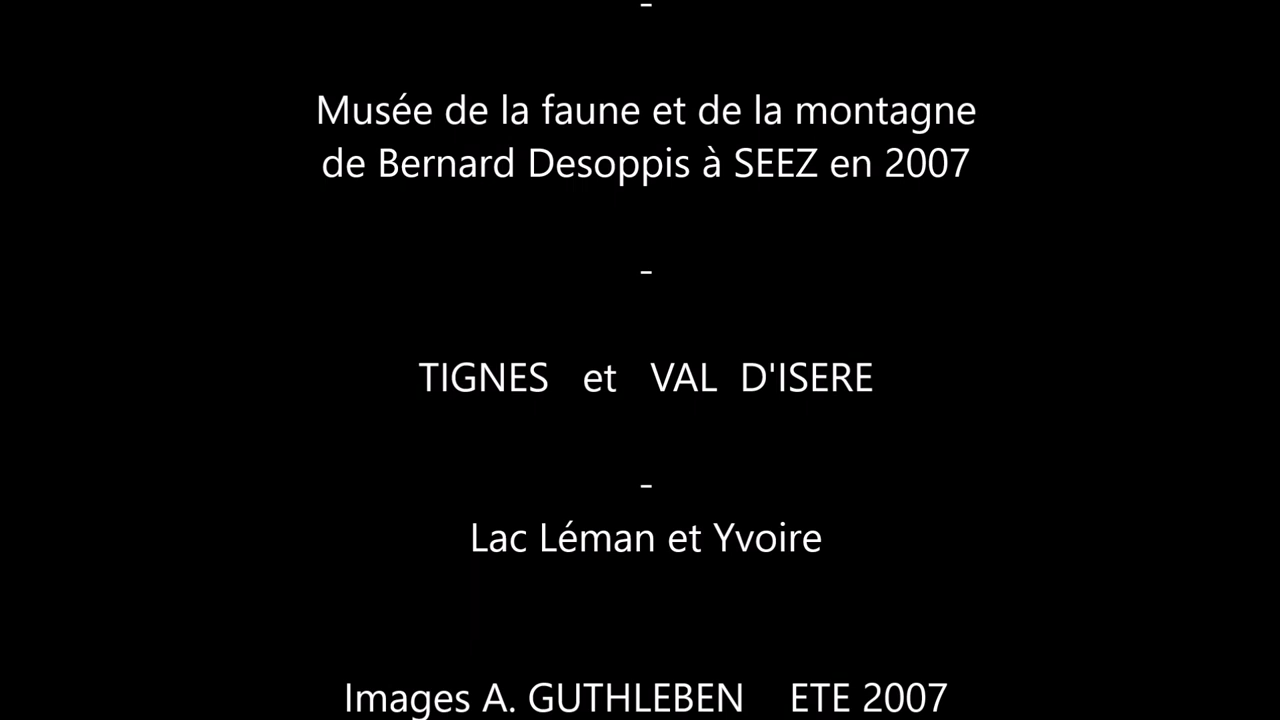 -
Musée de la faune et de la montagne
de Bernard Desoppis à SEEZ en 2007
-
TIGNES et VAL D'ISERE
-
Lac Léman et Yvoire
Images A. GUTHLEBEN ETE 2007